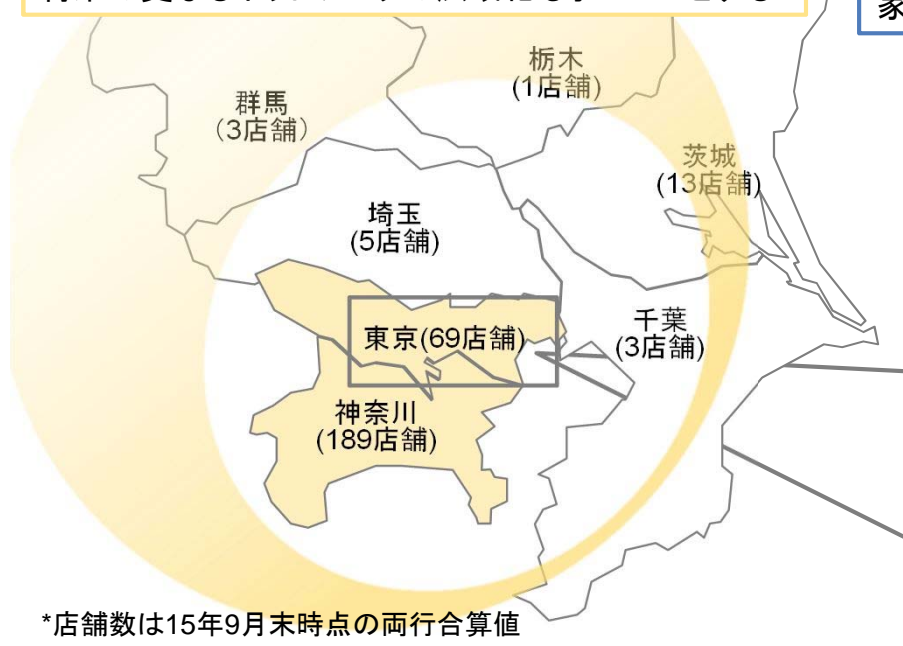 家
栃木
(1店舗)
群馬
（3店舗）
茨城
(13店舗)
埼玉
(5店舗)
千葉
(3店舗)
東京(69店舗)
神奈川
(189店舗)
*店舗数は15年9月末時点の両行合算値